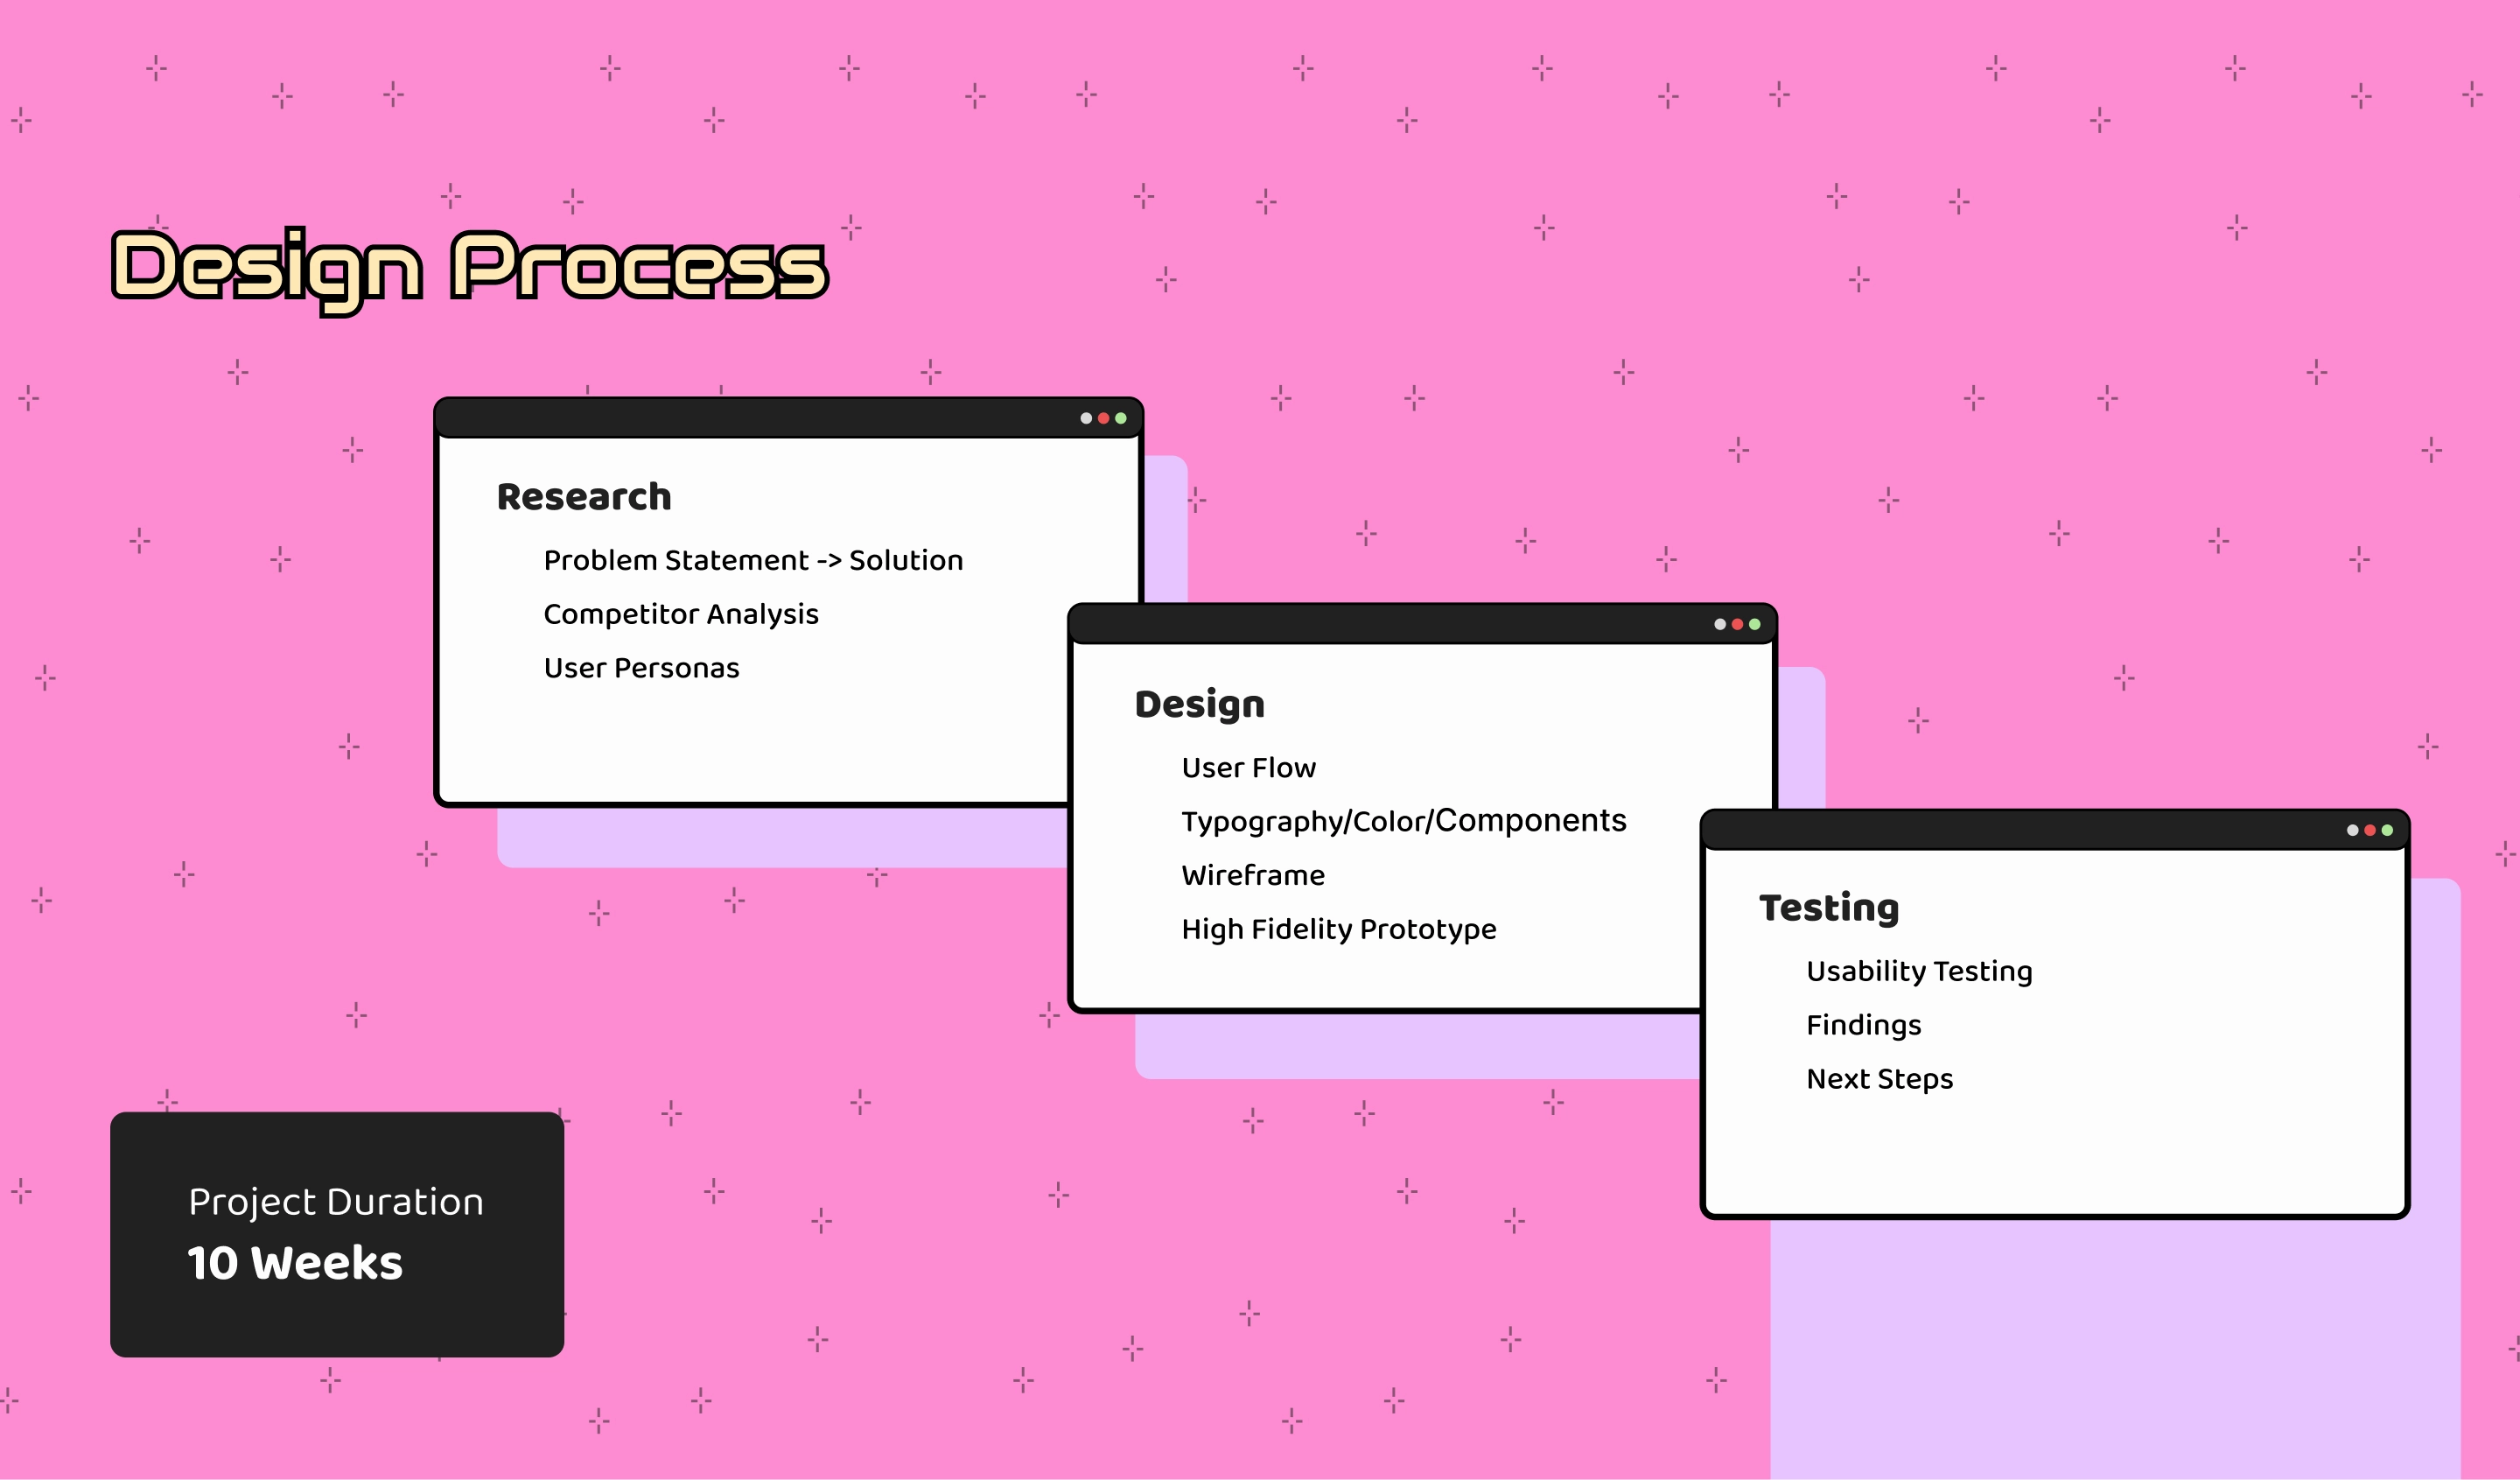 Design Process
Research
Problem Statement -> Solution
Competitor Analysis
User Personas
Design
User Flow
Typography/Color/Components
Wireframe
High Fidelity Prototype
Testing
Usability Testing
Findings
Next Steps
Project Duration
10 Weeks